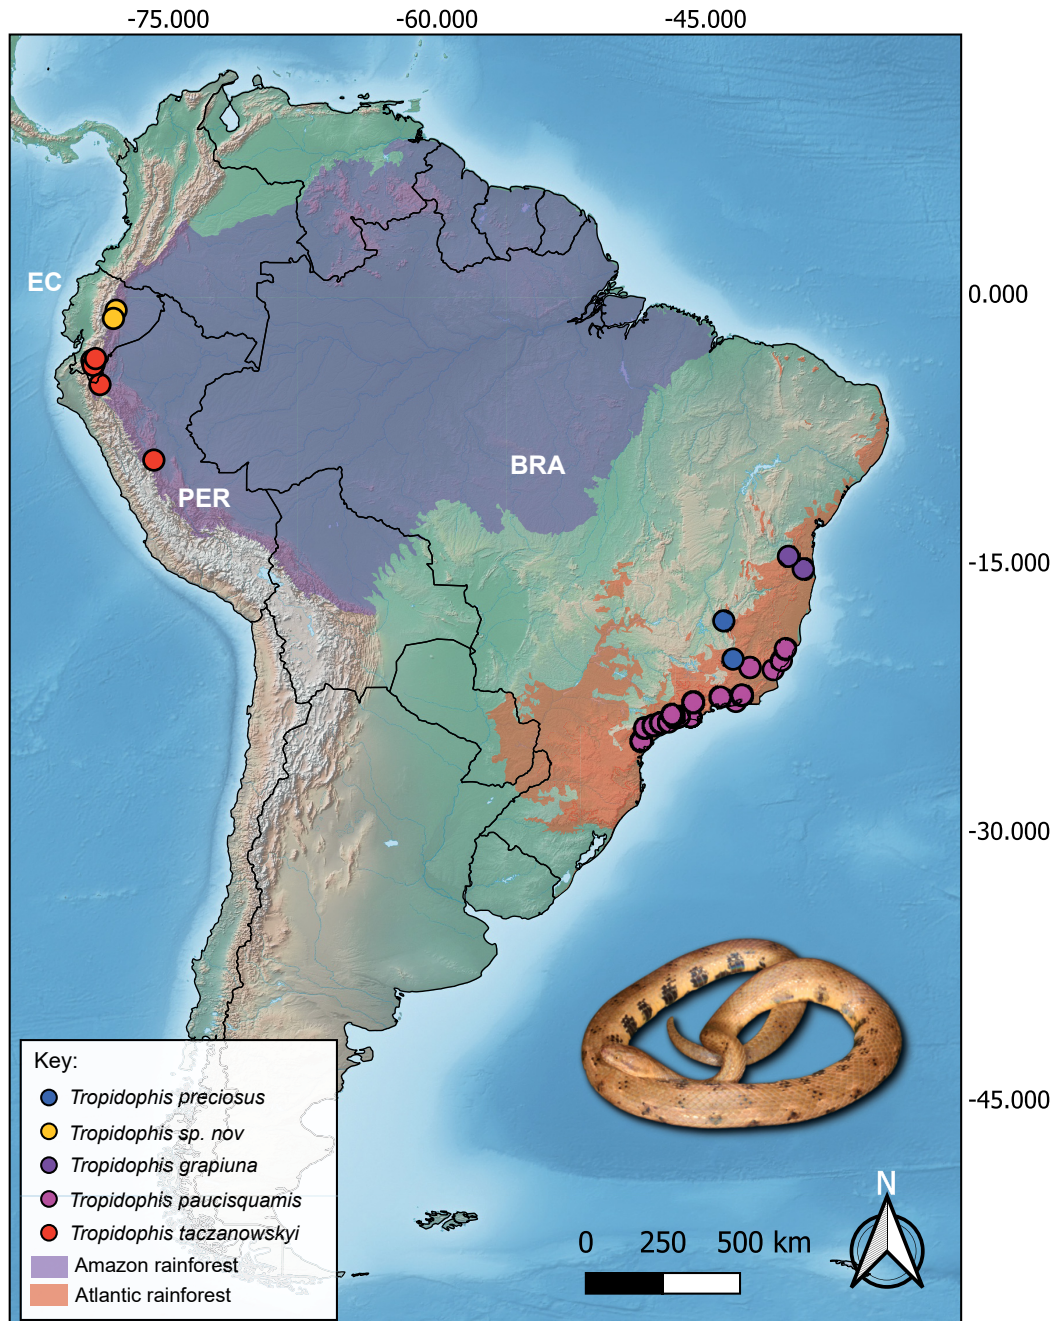 -75.000 -60.000 -45.000
EC
0.000
BRA
PER
-15.000
-30.000
Key:
Tropidophis preciosus
Tropidophis sp. nov
Tropidophis grapiuna
Tropidophis paucisquamis
Tropidophis taczanowskyi
Amazon rainforest
Atlantic rainforest
-45.000
N
0 250 500 km